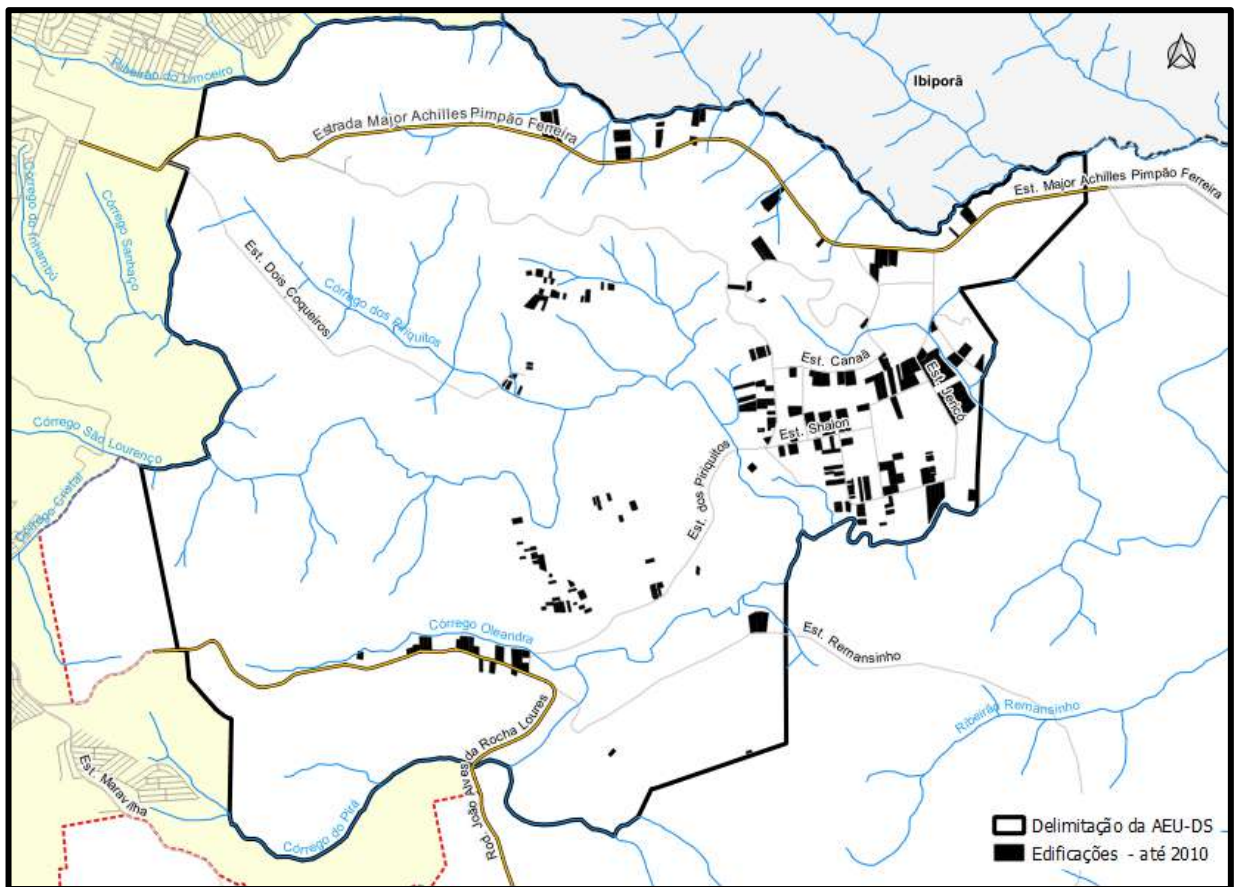 Ribeirão do Limoeiro
Ibiporã
Estrada Major Achilles Pimpão Ferreira
Est. Major Achilles Pimpão Ferreira
Córrego do Inhambú
Córrego Sanhaço
Est. Dois Coqueiros
Córrego dos Piriquitos
Est. Canaã
Est. Jericó
Est. Shalon
Córrego São Lourenço
Córrego Cristal
Est. dos Piriquitos
Córrego Oleandra
Est. Remansinho
Ribeirão Remansinho
Rod. João Alves da Rocha Loures
Est. Maravilha
Córrego do Pirá
Delimitação da AEU-DS
Edificações - até 2010